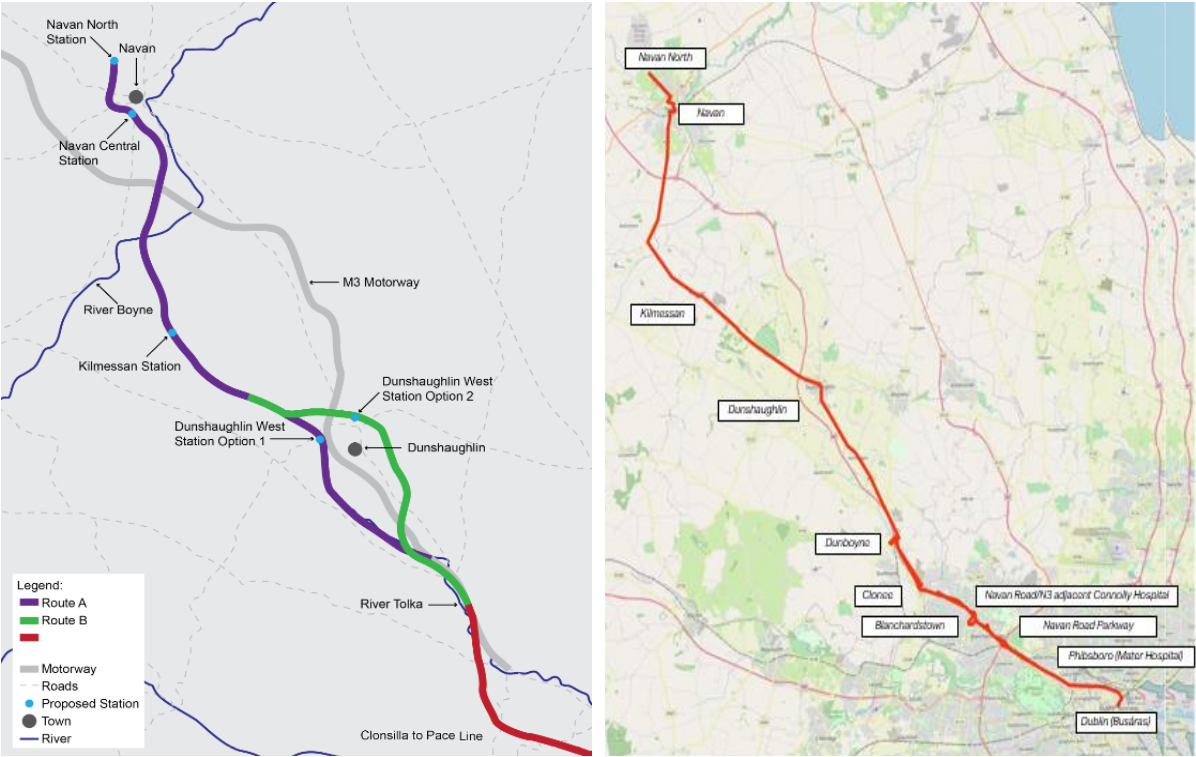 Navan North
Station
Navan
Navan Central
Station
M3 Motorway
River Boyne
Kilmessan Station
Dunshaughlin West
Station Option 2
Dunshaughlin West
Station Option 1
Dunshaughlin
River Tolka
Clonsilla to Pace Line
Legend:
Route A
Route B
Motorway
Roads
Proposed Station
Town
River
Navan North
Navan
Kilmessan
Dunshaughlin
Dunboyne
Clonee
Navan Road/N3 adjacent Connolly Hospital
Blanchardstown
Navan Road Parkway
Phibsboro (Mater Hospital)
Dublin (Busáras)